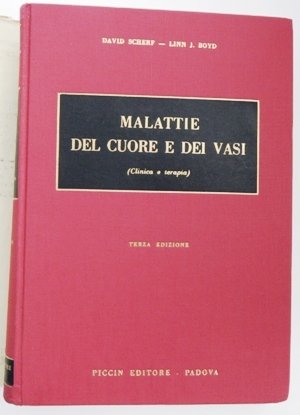 DAVID SCHERF — LINN J. BOYD
MALATTIE
DEL CUORE E DEI VASI
(Clinica e terapia)
TERZA EDIZIONE
PICCIN EDITORE - PADOVA